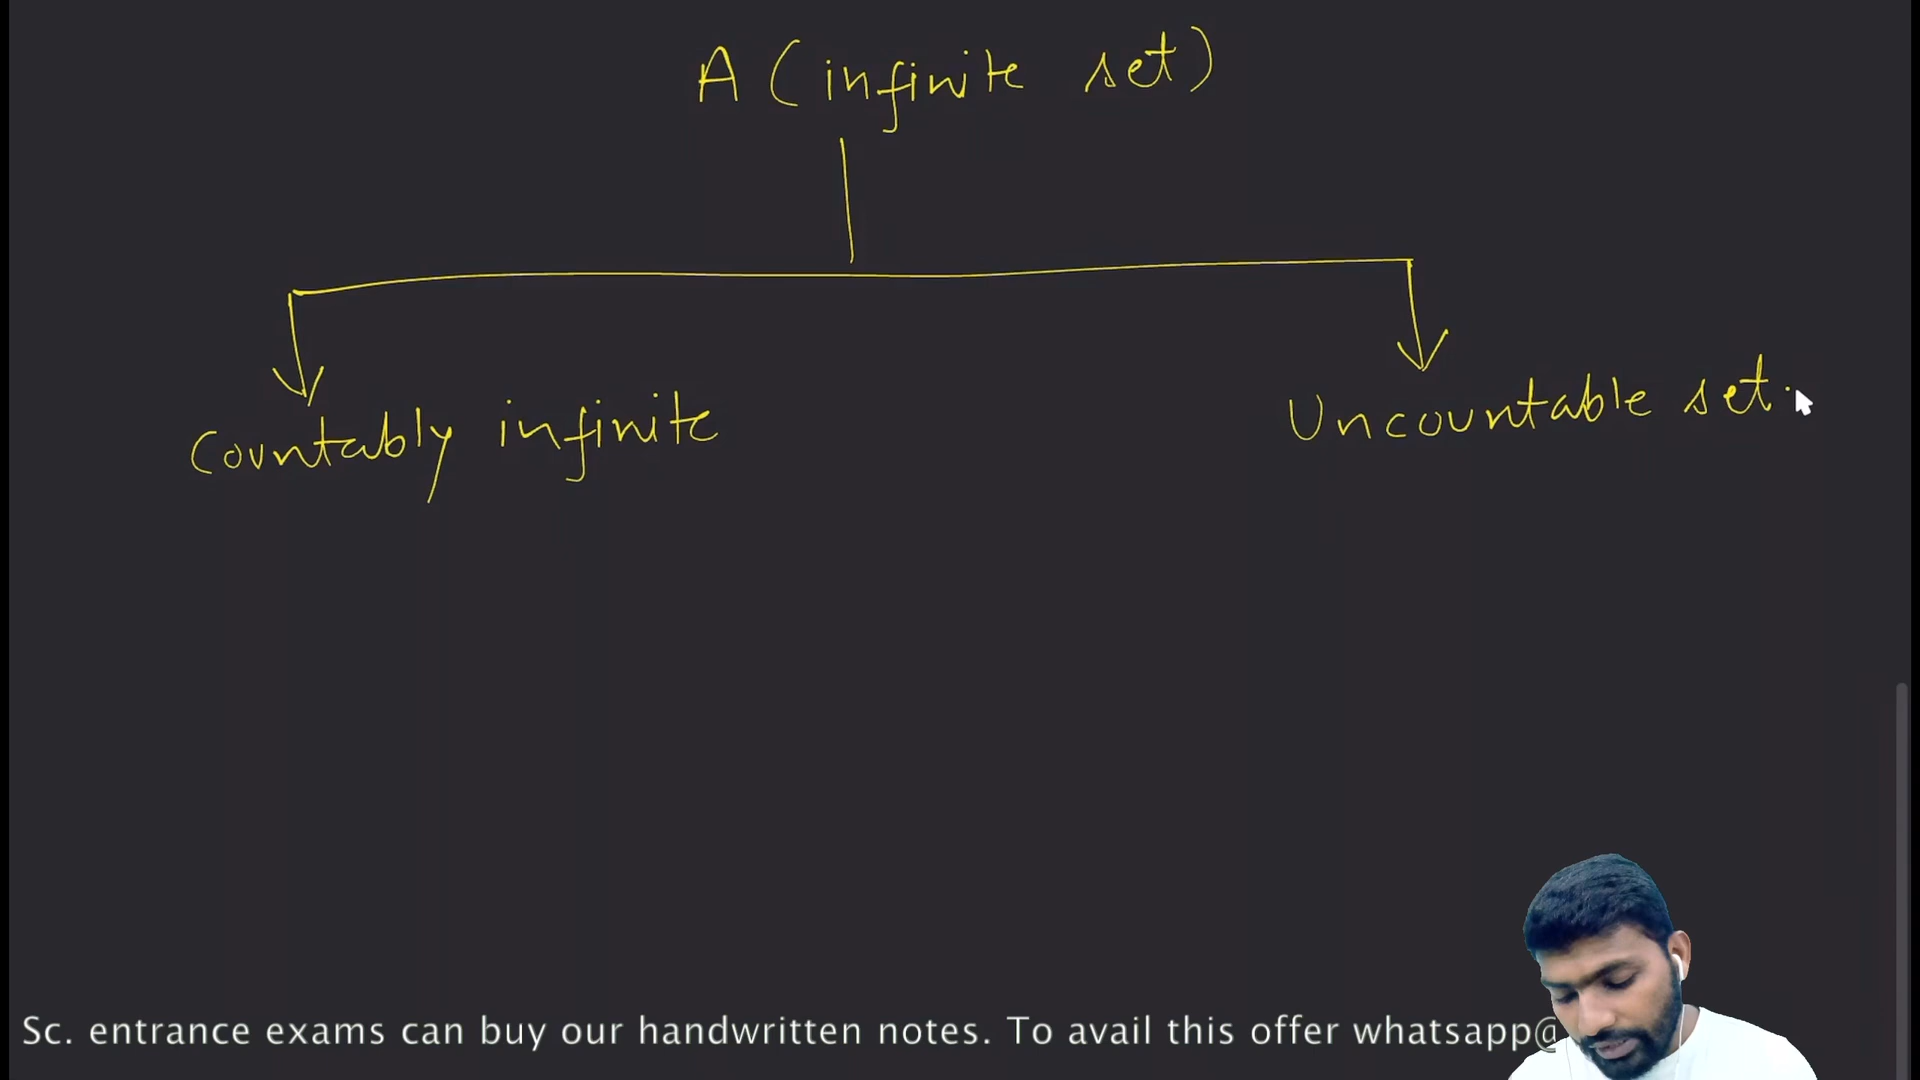 A (infinite set)
Countably infinite
Uncountable set.
Sc. entrance exams can buy our handwritten notes. To avail this offer whatsapp@